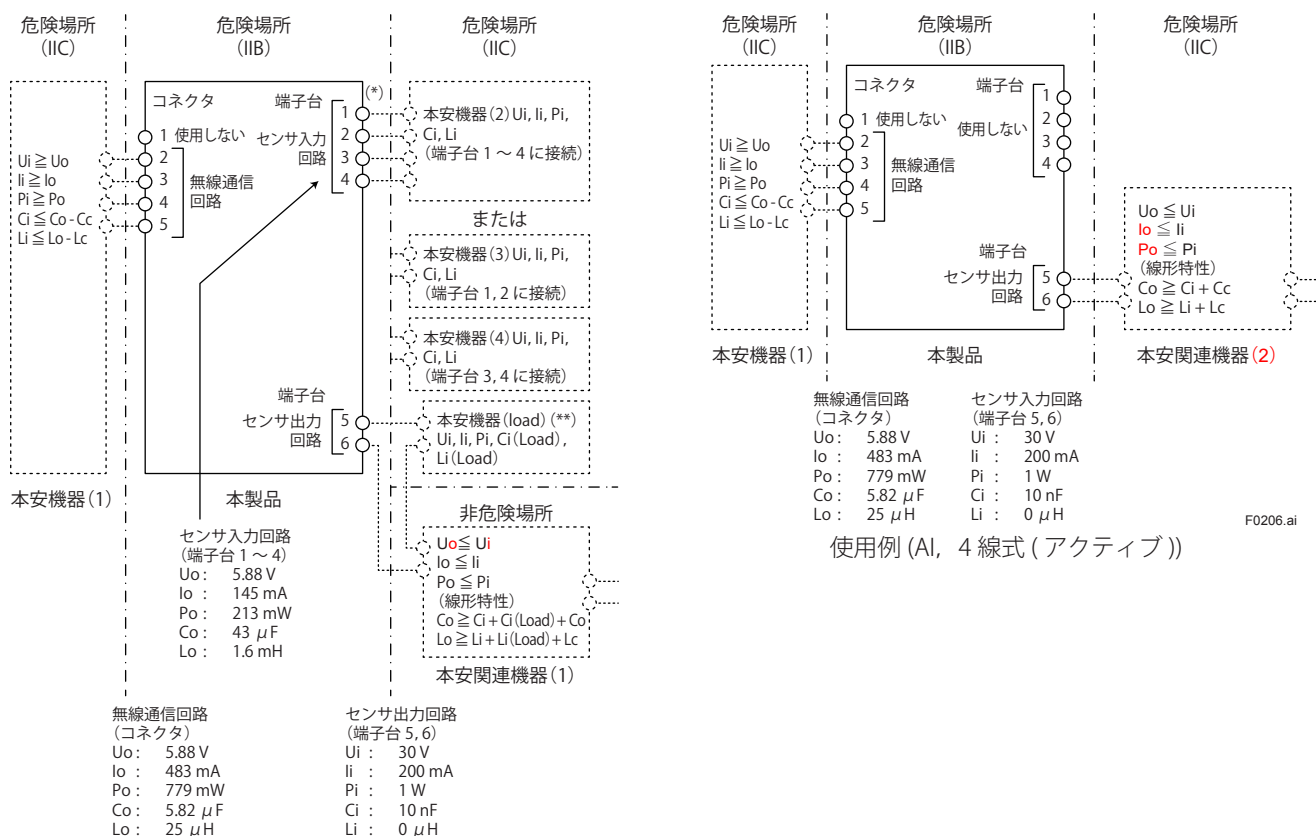 危険場所
(IIC)
危険場所
(IIB)
危険場所
(IIC)
コネクタ
端子台
(*)
1 使用しない
2
3
4
5
無線通信
回路
センサ入力
回路
1
2
3
4
Ui ≧ Uo
Ii ≧ Io
Pi ≧ Po
Ci ≦ Co - Cc
Li ≦ Lo - Lc
本安機器(2) Ui, Ii, Pi,
Ci, Li
(端子台 1 ~ 4 に接続)
または
本安機器(3) Ui, Ii, Pi,
Ci, Li
(端子台 1, 2 に接続)
本安機器(4) Ui, Ii, Pi,
Ci, Li
(端子台 3, 4 に接続)
端子台
センサ出力
回路
5
6
本安機器(load) (**)
Ui, Ii, Pi, Ci (Load) ,
Li (Load)
本安機器(1)
本製品
非危険場所
Uo ≦ Ui
Io ≦ Ii
Po ≦ Pi
(線形特性)
Co ≧ Ci + Ci (Load) + Co
Lo ≧ Li + Li (Load) + Lc
本安関連機器(1)
センサ入力回路
(端子台 1 ~ 4)
Uo : 5.88 V
Io : 145 mA
Po : 213 mW
Co : 43 μF
Lo : 1.6 mH
無線通信回路
(コネクタ)
Uo : 5.88 V
Io : 483 mA
Po : 779 mW
Co : 5.82 μF
Lo : 25 μH
センサ出力回路
(端子台 5, 6)
Ui : 30 V
Ii : 200 mA
Pi : 1 W
Ci : 10 nF
Li : 0 μH
危険場所
(IIC)
危険場所
(IIB)
危険場所
(IIC)
コネクタ
端子台
1 使用しない
2
3
4
5
無線通信
回路
使用しない
1
2
3
4
Ui ≧ Uo
Ii ≧ Io
Pi ≧ Po
Ci ≦ Co - Cc
Li ≦ Lo - Lc
端子台
センサ出力
回路
5
6
Uo ≦ Ui
Io ≦ Ii
Po ≦ Pi
(線形特性)
Co ≧ Ci + Cc
Lo ≧ Li + Lc
本安機器(1)
本製品
本安関連機器(2)
無線通信回路
(コネクタ)
Uo : 5.88 V
Io : 483 mA
Po : 779 mW
Co : 5.82 μF
Lo : 25 μH
センサ入力回路
(端子台 5, 6)
Ui : 30 V
Ii : 200 mA
Pi : 1 W
Ci : 10 nF
Li : 0 μH
F0206.ai
使用例 (AI, 4 線式 ( アクティブ ))